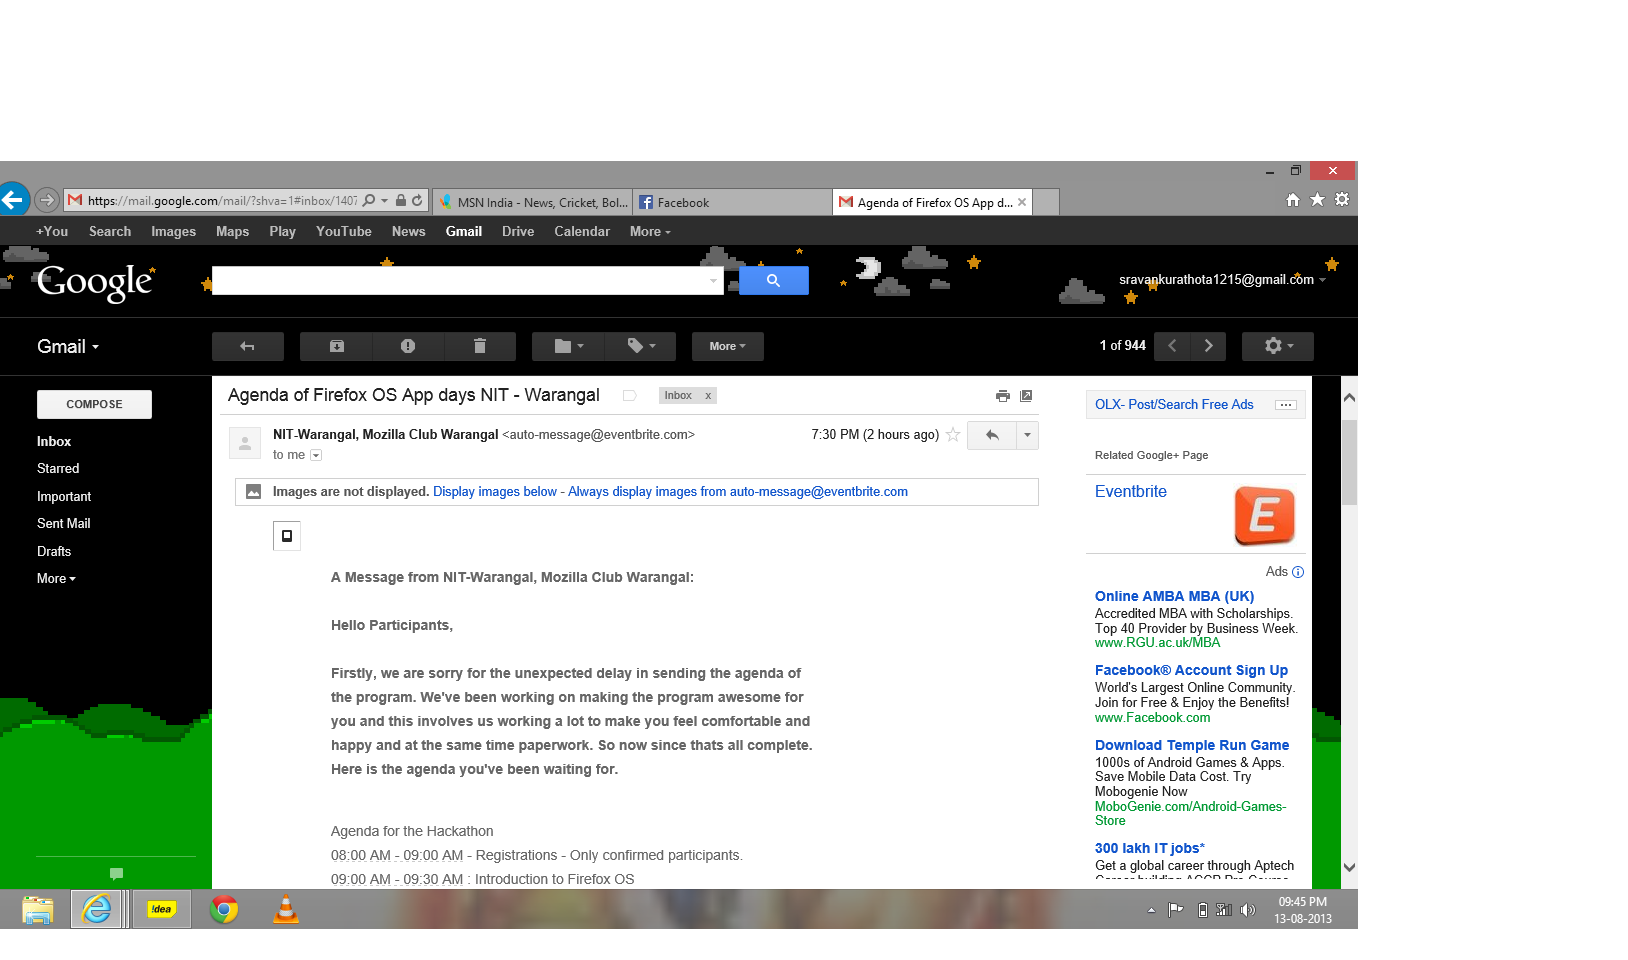 https://mail.google.com/mail/?shva=1#inbox/1407
MSN India - News, Cricket, Bol...
Facebook
Agenda of Firefox OS App d...
+You Search Images Maps Play YouTube News Gmail Drive Calendar More
Google
sravankurathota1215@gmail.com
Gmail
More
1 of 944
COMPOSE
Inbox
Starred
Important
Sent Mail
Drafts
More
Agenda of Firefox OS App days NIT - Warangal
Inbox x
NIT-Warangal, Mozilla Club Warangal <auto-message@eventbrite.com>
7:30 PM (2 hours ago)
to me
Images are not displayed. Display images below - Always display images from auto-message@eventbrite.com
A Message from NIT-Warangal, Mozilla Club Warangal:
Hello Participants,
Firstly, we are sorry for the unexpected delay in sending the agenda of
the program. We've been working on making the program awesome for
you and this involves us working a lot to make you feel comfortable and
happy and at the same time paperwork. So now since thats all complete.
Here is the agenda you've been waiting for.
Agenda for the Hackathon
08:00 AM - 09:00 AM - Registrations - Only confirmed participants.
09:00 AM - 09:30 AM : Introduction to Firefox OS
OLX- Post/Search Free Ads
Related Google+ Page
Eventbrite
E
Ads
Online AMBA MBA (UK)
Accredited MBA with Scholarships.
Top 40 Provider by Business Week.
www.RGU.ac.uk/MBA
Facebook® Account Sign Up
World's Largest Online Community.
Join for Free & Enjoy the Benefits!
www.Facebook.com
Download Temple Run Game
1000s of Android Games & Apps.
Save Mobile Data Cost. Try
Mobogenie Now
MoboGenie.com/Android-Games-
Store
300 lakh IT jobs*
Get a global career through Aptech
!dea
09:45 PM
13-08-2013